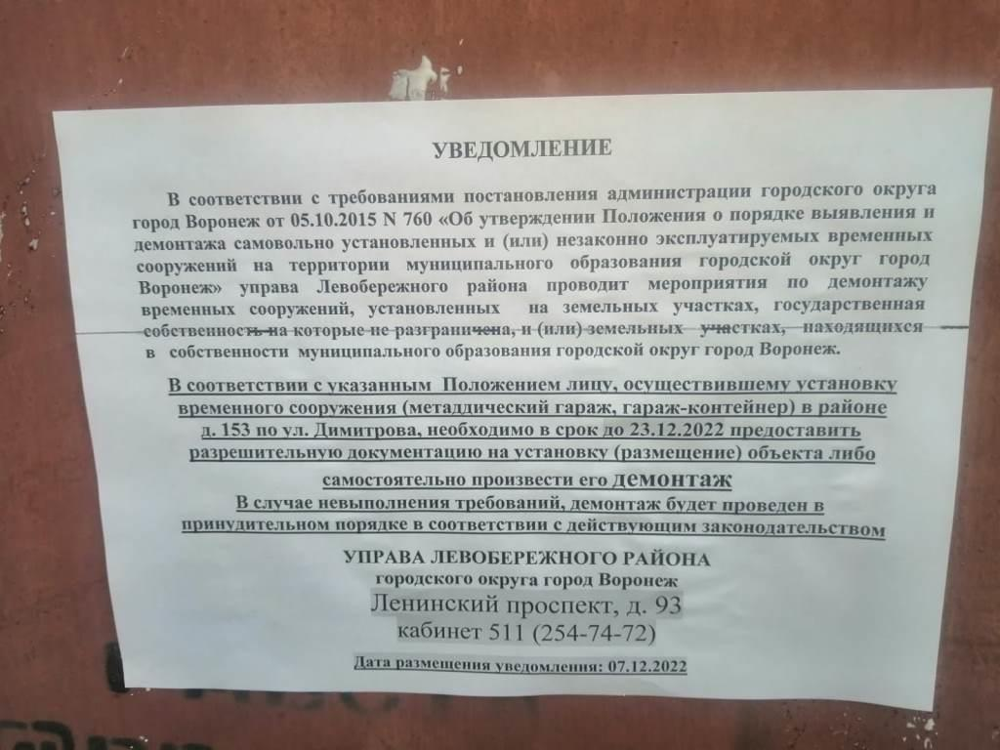 УВЕДОМЛЕНИЕ
В соответствии с требованиями постановления администрации городского округа
город Воронеж от 05.10.2015 N 760 «Об утверждении Положения о порядке выявления и
демонтажа самовольно установленных и (или) незаконно эксплуатируемых временных
сооружений на территории муниципального образования городской округ город
Воронеж» управа Левобережного района проводит мероприятия по демонтажу
временных сооружений, установленных на земельных участках, государственная
собственность на которые не разграничена, и (или) земельных участках, находящихся
в собственности муниципального образования городской округ город Воронеж.
В соответствии с указанным Положением лицу, осуществившему установку
временного сооружения (металдический гараж, гараж-контейнер) в районе
д. 153 по ул. Димитрова, необходимо в срок до 23.12.2022 предоставить
разрешительную документацию на установку (размещение) объекта либо
самостоятельно произвести его демонтаж
В случае невыполнения требований, демонтаж будет проведен в
принудительном порядке в соответствии с действующим законодательством
УПРАВА ЛЕВОБЕРЕЖНОГО РАЙОНА
городского округа город Воронеж
Ленинский проспект, д. 93
кабинет 511 (254-74-72)
Дата размещения уведомления: 07.12.2022